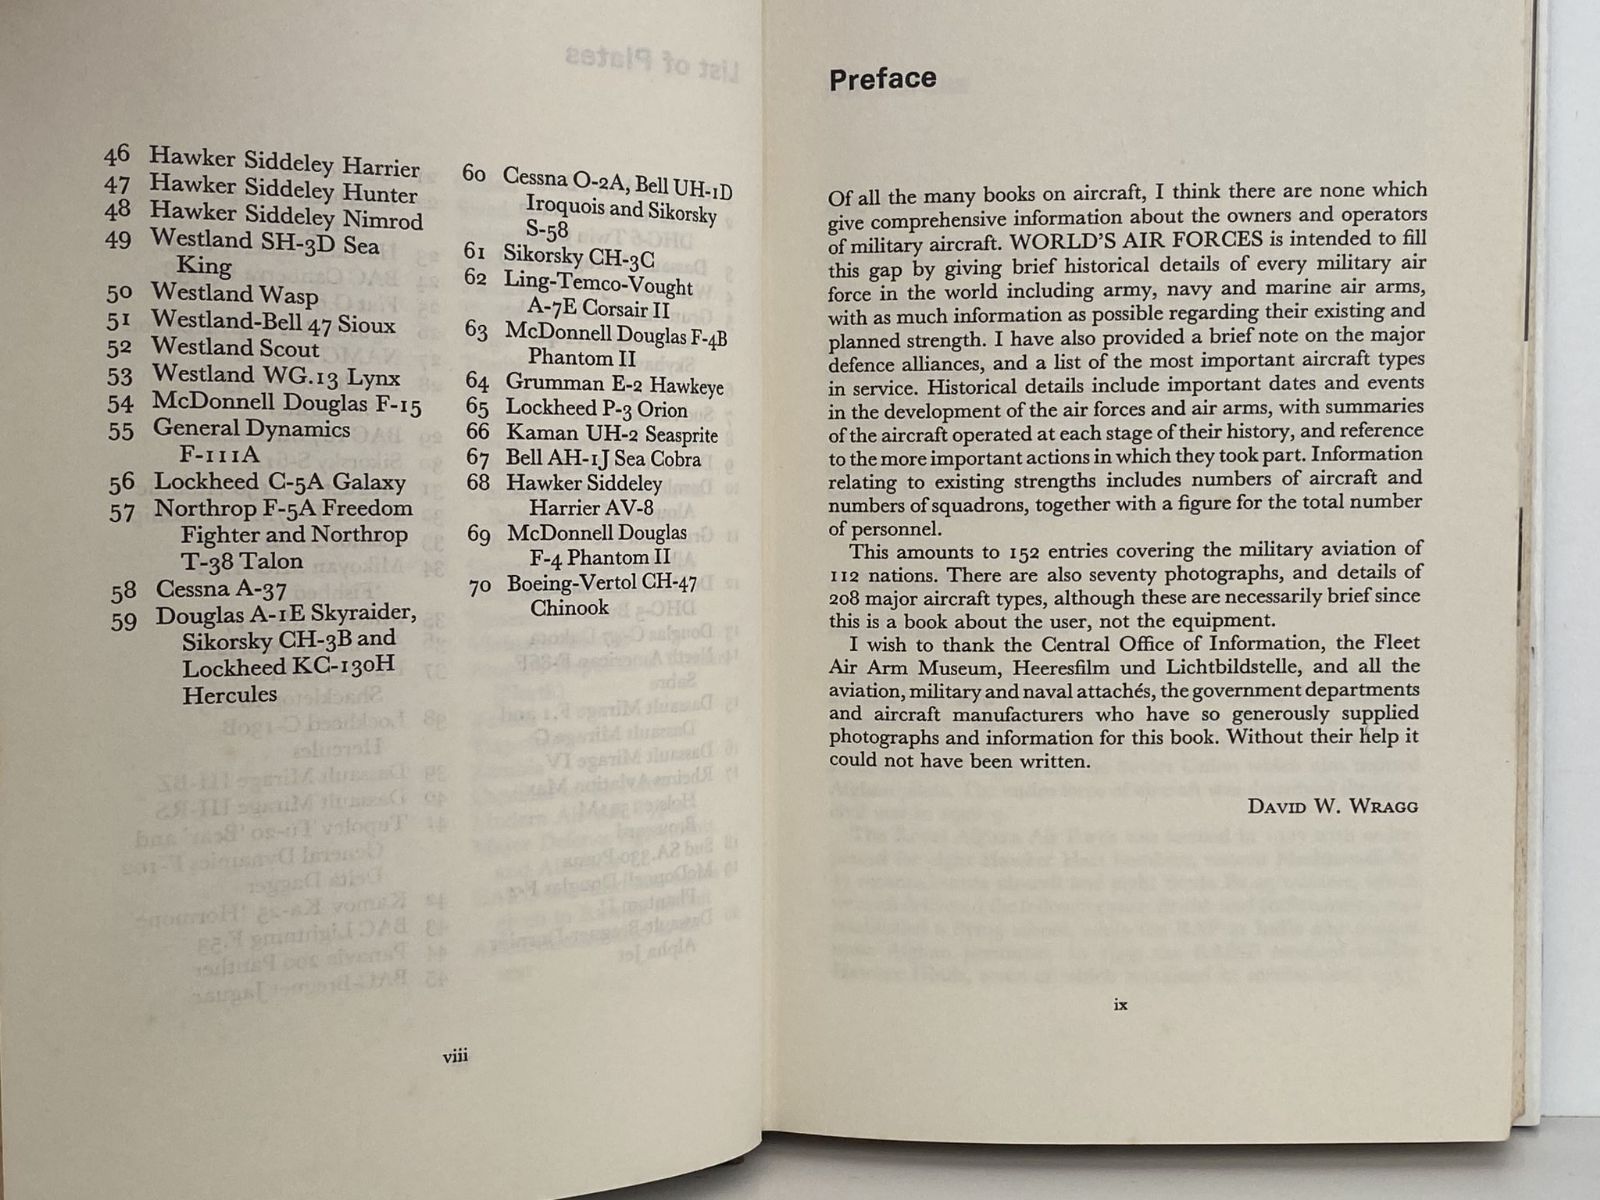 46 Hawker Siddeley Harrier
47 Hawker Siddeley Hunter
48 Hawker Siddeley Nimrod
49 Westland SH-3D Sea
King
50 Westland Wasp
51 Westland-Bell 47 Sioux
52 Westland Scout
53 Westland WG.13 Lynx
54 McDonnell Douglas F-15
55 General Dynamics
F-111A
56 Lockheed C-5A Galaxy
57 Northrop F-5A Freedom
Fighter and Northrop
T-38 Talon
58 Cessna A-37
59 Douglas A-1E Skyraider,
Sikorsky CH-3B and
Lockheed KC-130H
Hercules
60 Cessna O-2A, Bell UH-1D
Iroquois and Sikorsky
S-58
61 Sikorsky CH-3C
62 Ling-Temco-Vought
A-7E Corsair II
63 McDonnell Douglas F-4B
Phantom II
64 Grumman E-2 Hawkeye
65 Lockheed P-3 Orion
66 Kaman UH-2 Seasprite
67 Bell AH-1J Sea Cobra
68 Hawker Siddeley
Harrier AV-8
69 McDonnell Douglas
F-4 Phantom II
70 Boeing-Vertol CH-47
Chinook
viii
Preface
Of all the many books on aircraft, I think there are none which
give comprehensive information about the owners and operators
of military aircraft. WORLD'S AIR FORCES is intended to fill
this gap by giving brief historical details of every military air
force in the world including army, navy and marine air arms,
with as much information as possible regarding their existing and
planned strength. I have also provided a brief note on the major
defence alliances, and a list of the most important aircraft types
in service. Historical details include important dates and events
in the development of the air forces and air arms, with summaries
of the aircraft operated at each stage of their history, and reference
to the more important actions in which they took part. Information
relating to existing strengths includes numbers of aircraft and
numbers of squadrons, together with a figure for the total number
of personnel.
This amounts to 152 entries covering the military aviation of
112 nations. There are also seventy photographs, and details of
208 major aircraft types, although these are necessarily brief since
this is a book about the user, not the equipment.
I wish to thank the Central Office of Information, the Fleet
Air Arm Museum, Heeresfilm und Lichtbildstelle, and all the
aviation, military and naval attachés, the government departments
and aircraft manufacturers who have so generously supplied
photographs and information for this book. Without their help it
could not have been written.
DAVID W. WRAGG
ix